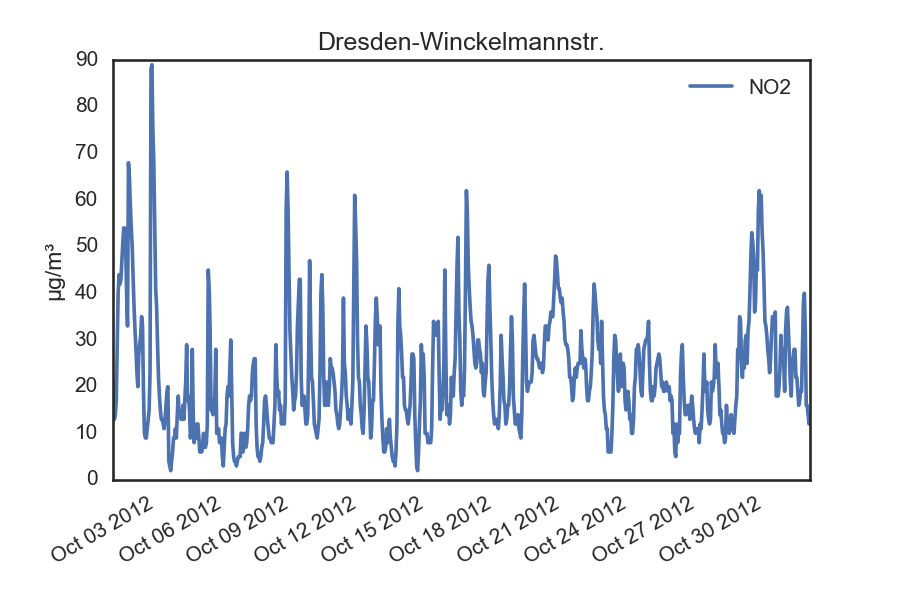 Dresden-Winckelmannstr.
NO2
µg/m³
90
80
70
60
50
40
30
20
10
0
Oct 03 2012
Oct 06 2012
Oct 09 2012
Oct 12 2012
Oct 15 2012
Oct 18 2012
Oct 21 2012
Oct 24 2012
Oct 27 2012
Oct 30 2012